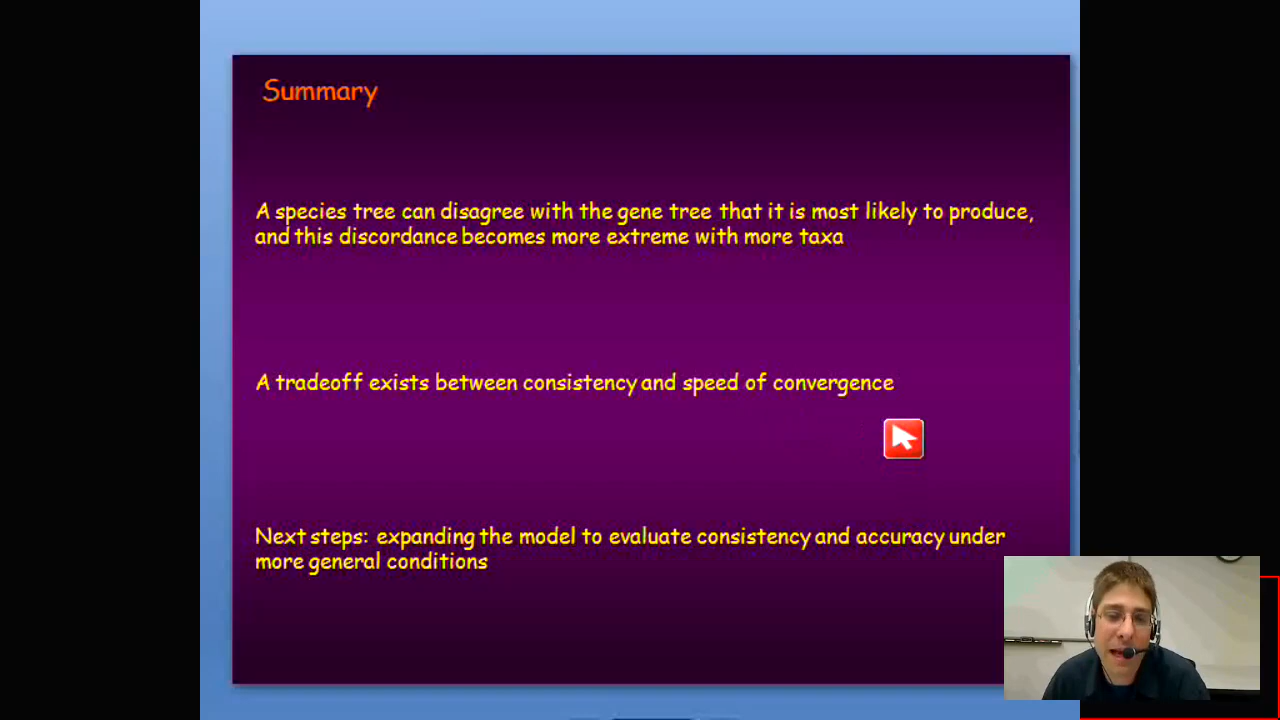 Summary
A species tree can disagree with the gene tree that it is most likely to produce,
and this discordance becomes more extreme with more taxa
A tradeoff exists between consistency and speed of convergence
Next steps: expanding the model to evaluate consistency and accuracy under
more general conditions